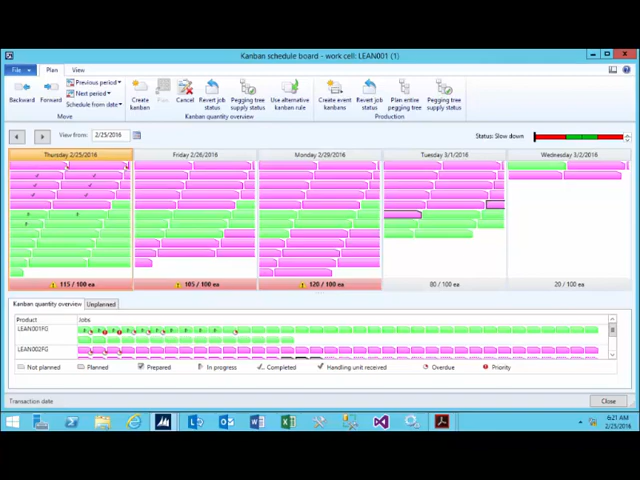 Kanban schedule board - work cell: LEAN001 (1)
File Plan View
Backward Forward Previous period Next period Schedule from date Create kanban Plan Cancel Revert job status Pegging tree supply status Use alternative kanban rule Create event kanbans Revert job status Plan entire pegging tree Pegging tree supply status
Move Kanban quantity overview Production
View from: 2/25/2016 Status: Slow down
Thursday 2/25/2016 Friday 2/26/2016 Monday 2/29/2016 Tuesday 3/1/2016 Wednesday 3/2/2016
115 / 100 ea 105 / 100 ea 120 / 100 ea 80 / 100 ea 20 / 100 ea
Kanban quantity overview Unplanned
Product Jobs
LEAN001FG
LEAN002FG
Not planned Planned Prepared In progress Completed Handling unit received Overdue Priority
Transaction date Close
6:21 AM
2/25/2016